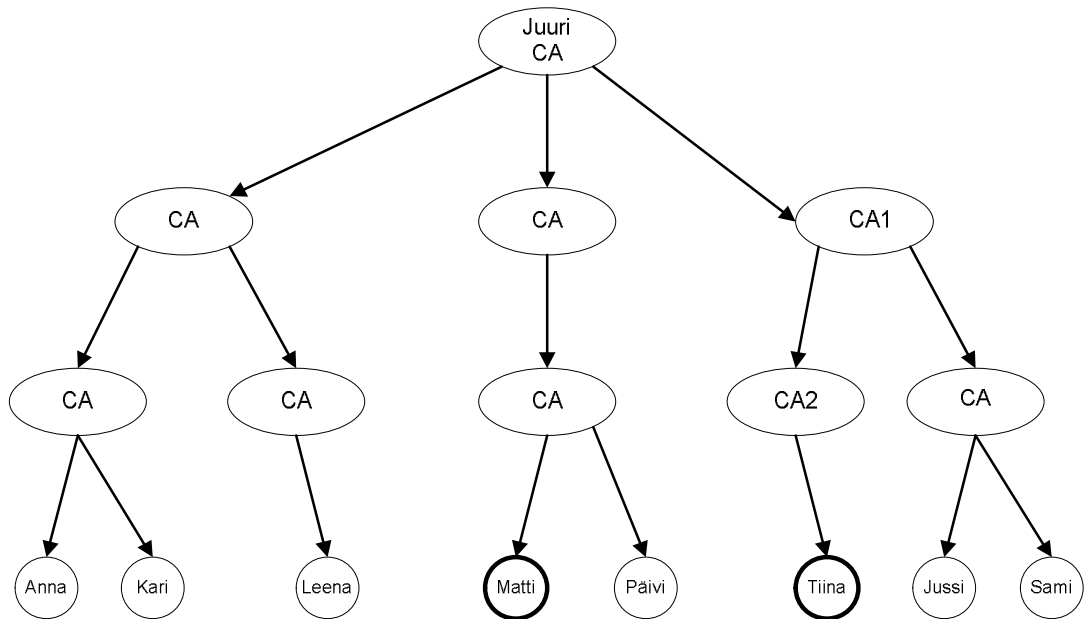 Juuri
CA
CA
CA
CA1
CA
CA
CA
CA2
CA
Anna
Kari
Leena
Matti
Päivi
Tiina
Jussi
Sami